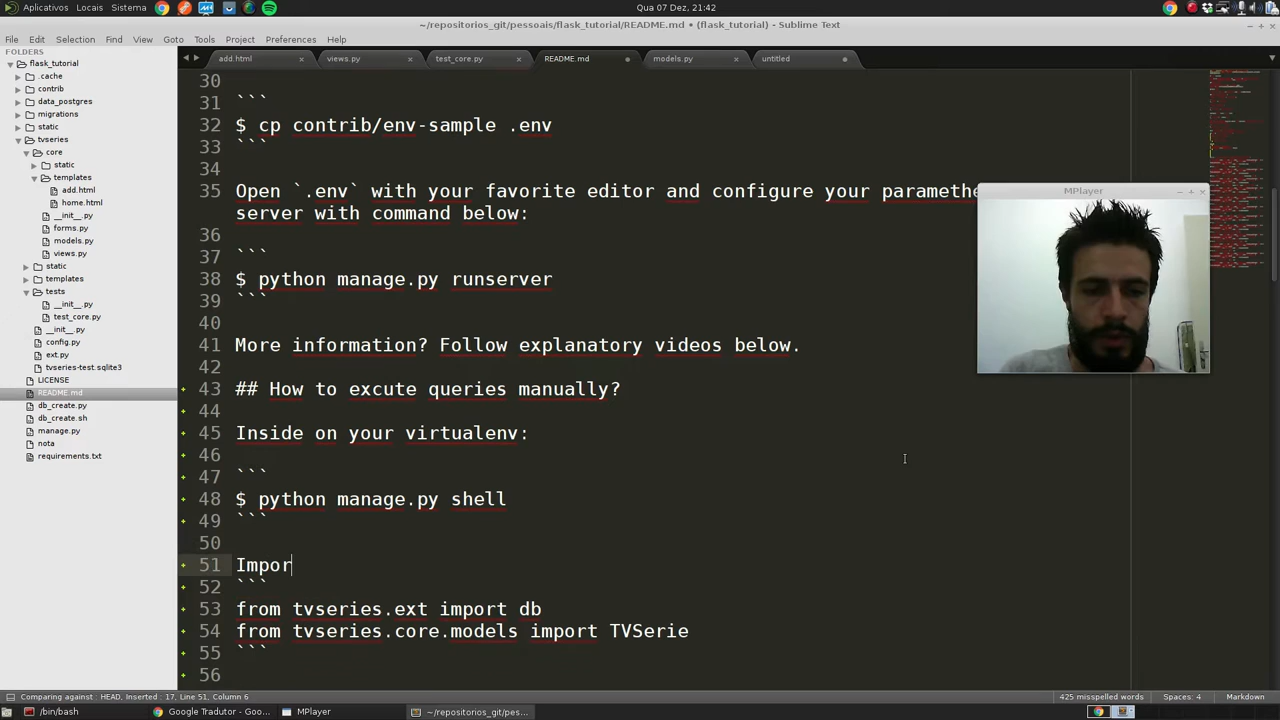 Aplicativos Locais Sistema Qua 07 Dez, 21:42
~/repositorios_git/pessoais/flask_tutorial/README.md • (flask_tutorial) - Sublime Text
File Edit Selection Find View Goto Tools Project Preferences Help
FOLDERS
flask_tutorial
.cache
contrib
data_postgres
migrations
static
tvseries
core
static
templates
add.html
home.html
__init__.py
forms.py
models.py
views.py
static
templates
tests
__init__.py
test_core.py
__init__.py
config.py
ext.py
tvseries-test.sqlite3
LICENSE
README.md
db_create.py
db_create.sh
manage.py
nota
requirements.txt
add.html views.py test_core.py README.md models.py untitled
30
31 ```
32 $ cp contrib/env-sample .env
33 ```
34
35 Open `.env` with your favorite editor and configure your paramethe
server with command below:
36
37 ```
38 $ python manage.py runserver
39 ```
40
41 More information? Follow explanatory videos below.
42
43 ## How to excute queries manually?
44
45 Inside on your virtualenv:
46
47 ```
48 $ python manage.py shell
49 ```
50
51 Impor
52 ```
53 from tvseries.ext import db
54 from tvseries.core.models import TVSerie
55 ```
56
MPlayer
Comparing against : HEAD, Inserted : 17, Line 51, Column 6 425 misspelled words Spaces: 4 Markdown
/bin/bash Google Tradutor - Goo... MPlayer ~/repositorios_git/pes...